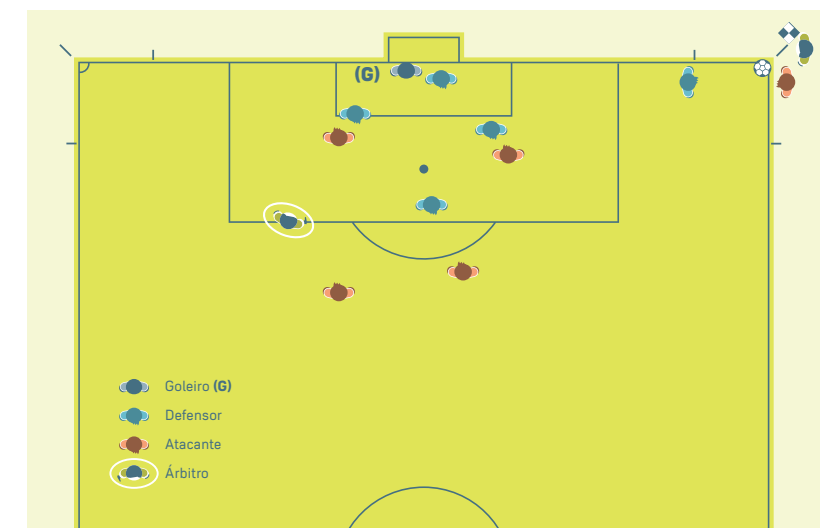 (G)
Goleiro (G)
Defensor
Atacante
Árbitro